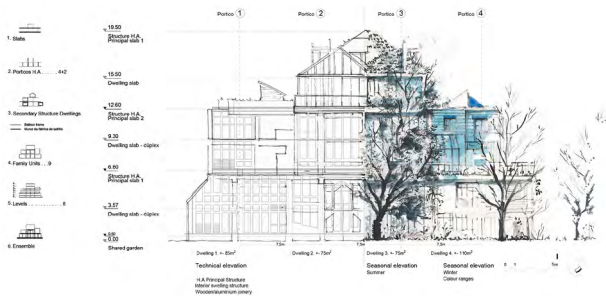 Portico 1
Portico 2
Portico 3
Portico 4
1. Slabs
2. Porticos H.A. ........4+2
3. Secondary Structure Dwellings
4. Family Units ....9
5. Levels ............6
6. Ensemble
19.50
Structure H.A.
Principal slab 1
15.50
Dwelling slab
12.60
Structure H.A.
Principal slab 2
9.30
Dwelling slab - dúplex
6.60
Structure H.A.
Principal slab 1
3.57
Dwelling slab - dúplex
0.00
Shared garden
7,5m
7,5m
7,5m
Dwelling 1. +- 85m²
Dwelling 2. +- 75m²
Dwelling 3. +- 75m²
Dwelling 4. +- 110m²
0 1 5m
Technical elevation
H.A Principal Structure
Interior dwelling structure
Wooden/aluminium joinery
Seasonal elevation
Summer
Seasonal elevation
Winter
Colour ranges